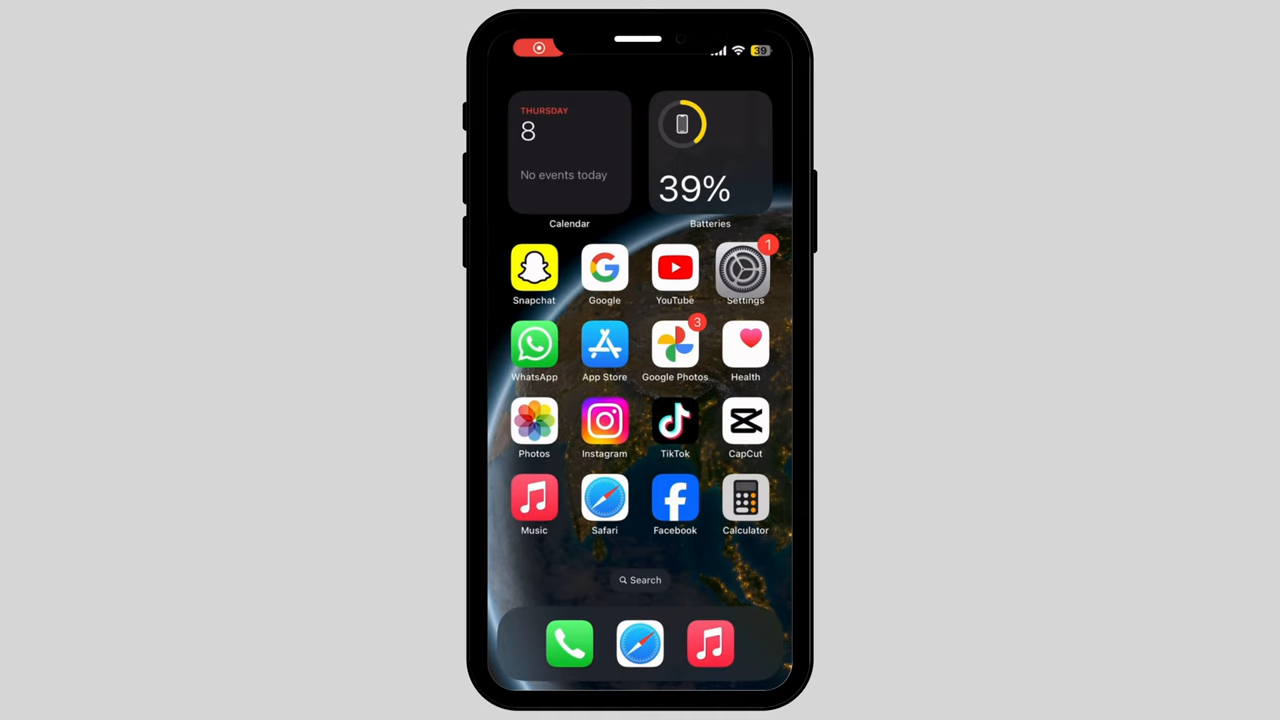 39
THURSDAY
8
No events today
39%
Calendar
Batteries
1
Snapchat
Google
YouTube
Settings
3
WhatsApp
App Store
Google Photos
Health
Photos
Instagram
TikTok
CapCut
Music
Safari
Facebook
Calculator
Search